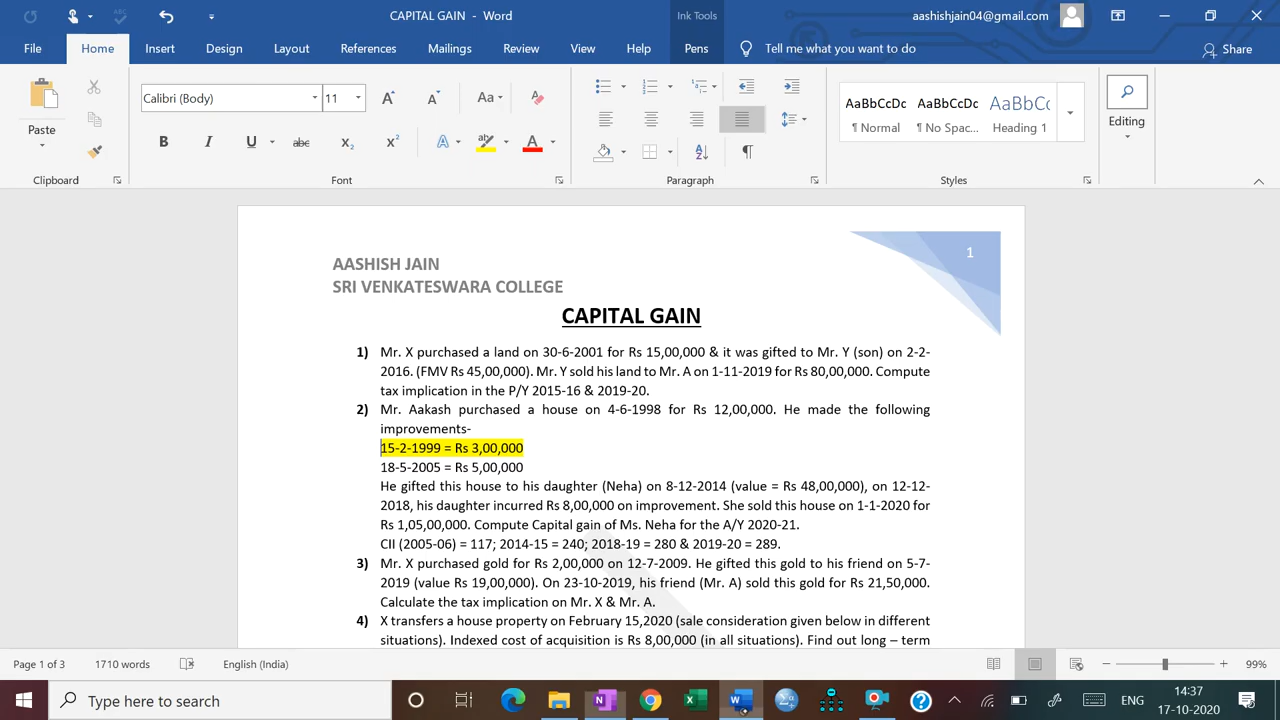 CAPITAL GAIN - Word
Ink Tools
aashishjain04@gmail.com
File Home Insert Design Layout References Mailings Review View Help Pens Tell me what you want to do Share
Calibri (Body) 11
Aa
AaBbCcDc AaBbCcDc AaBbCc
Paste ¶ Normal ¶ No Spac... Heading 1 Editing
B I U abc X₂ X² A A
Clipboard Font Paragraph Styles
1
AASHISH JAIN
SRI VENKATESWARA COLLEGE
CAPITAL GAIN
1) Mr. X purchased a land on 30-6-2001 for Rs 15,00,000 & it was gifted to Mr. Y (son) on 2-2-
2016. (FMV Rs 45,00,000). Mr. Y sold his land to Mr. A on 1-11-2019 for Rs 80,00,000. Compute
tax implication in the P/Y 2015-16 & 2019-20.
2) Mr. Aakash purchased a house on 4-6-1998 for Rs 12,00,000. He made the following
improvements-
15-2-1999 = Rs 3,00,000
18-5-2005 = Rs 5,00,000
He gifted this house to his daughter (Neha) on 8-12-2014 (value = Rs 48,00,000), on 12-12-
2018, his daughter incurred Rs 8,00,000 on improvement. She sold this house on 1-1-2020 for
Rs 1,05,00,000. Compute Capital gain of Ms. Neha for the A/Y 2020-21.
CII (2005-06) = 117; 2014-15 = 240; 2018-19 = 280 & 2019-20 = 289.
3) Mr. X purchased gold for Rs 2,00,000 on 12-7-2009. He gifted this gold to his friend on 5-7-
2019 (value Rs 19,00,000). On 23-10-2019, his friend (Mr. A) sold this gold for Rs 21,50,000.
Calculate the tax implication on Mr. X & Mr. A.
4) X transfers a house property on February 15,2020 (sale consideration given below in different
situations). Indexed cost of acquisition is Rs 8,00,000 (in all situations). Find out long – term
Page 1 of 3 1710 words English (India) 99%
Type here to search
ENG
14:37
17-10-2020